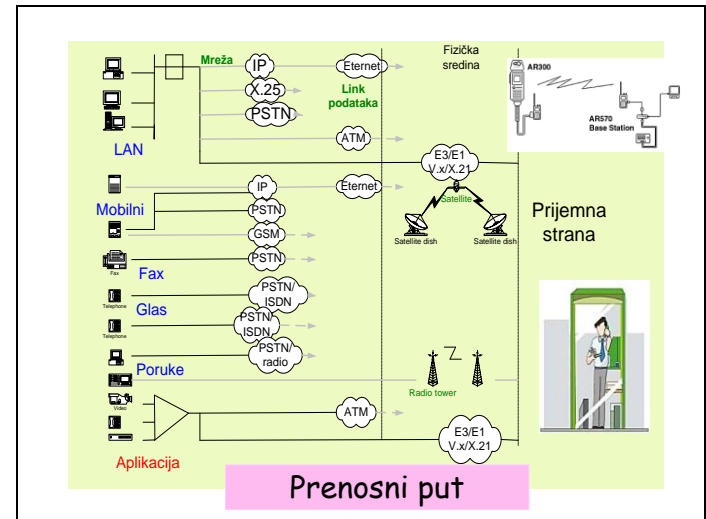 Fizička
sredina
Mreža
IP
Eternet
AR300
X.25
Link
podataka
PSTN
AR570
Base Station
ATM
LAN
E3/E1
V.x/X.21
IP
Eternet
Satellite
Mobilni
PSTN
Prijemna
strana
GSM
Satellite dish
Satellite dish
PSTN
Fax
Fax
PSTN/
ISDN
Telephone
Glas
PSTN/
ISDN
Telephone
PSTN/
radio
Poruke
Radio tower
Video
ATM
E3/E1
V.x/X.21
Aplikacija
Prenosni put